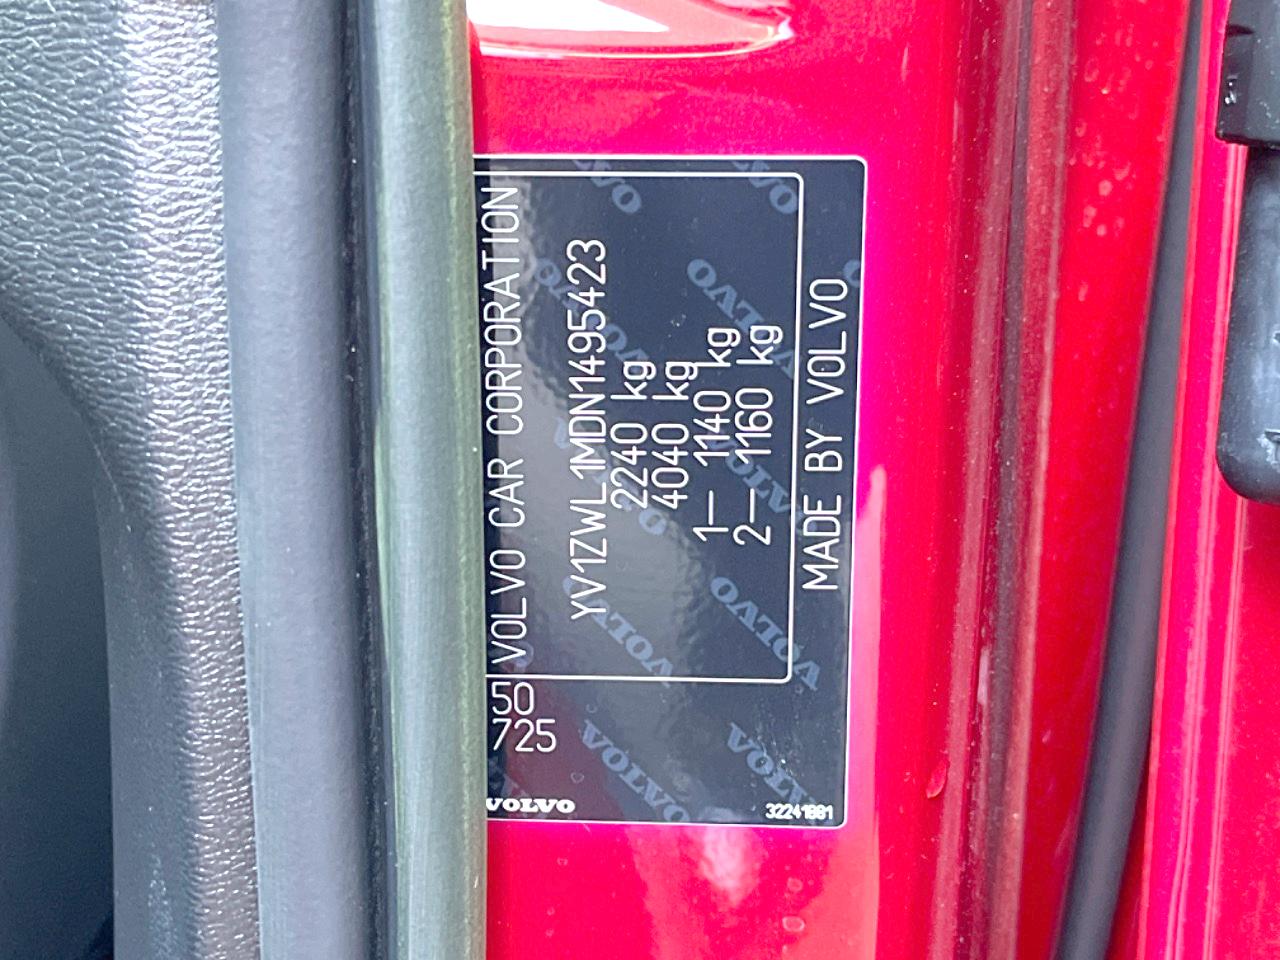 VOLVO CAR CORPORATION
YV1ZWL1MDN1495423
2240 kg
4040 kg
1– 1140 kg
2– 1160 kg
MADE BY VOLVO
50
725
VOLVO